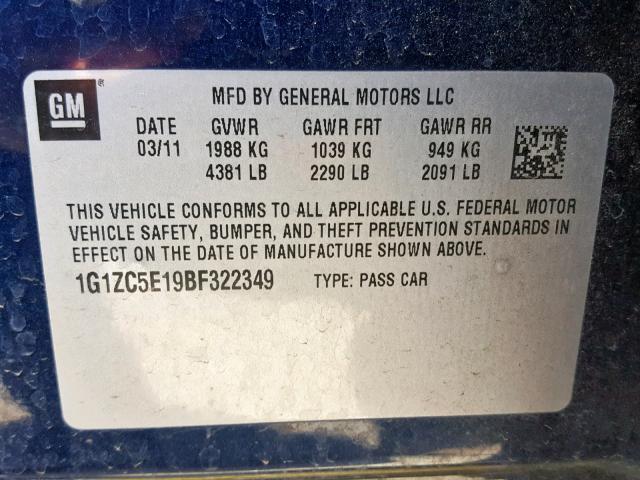 GM ®
MFD BY GENERAL MOTORS LLC
DATE GVWR GAWR FRT GAWR RR
03/11 1988 KG 1039 KG 949 KG
4381 LB 2290 LB 2091 LB
THIS VEHICLE CONFORMS TO ALL APPLICABLE U.S. FEDERAL MOTOR
VEHICLE SAFETY, BUMPER, AND THEFT PREVENTION STANDARDS IN
EFFECT ON THE DATE OF MANUFACTURE SHOWN ABOVE.
1G1ZC5E19BF322349 TYPE: PASS CAR